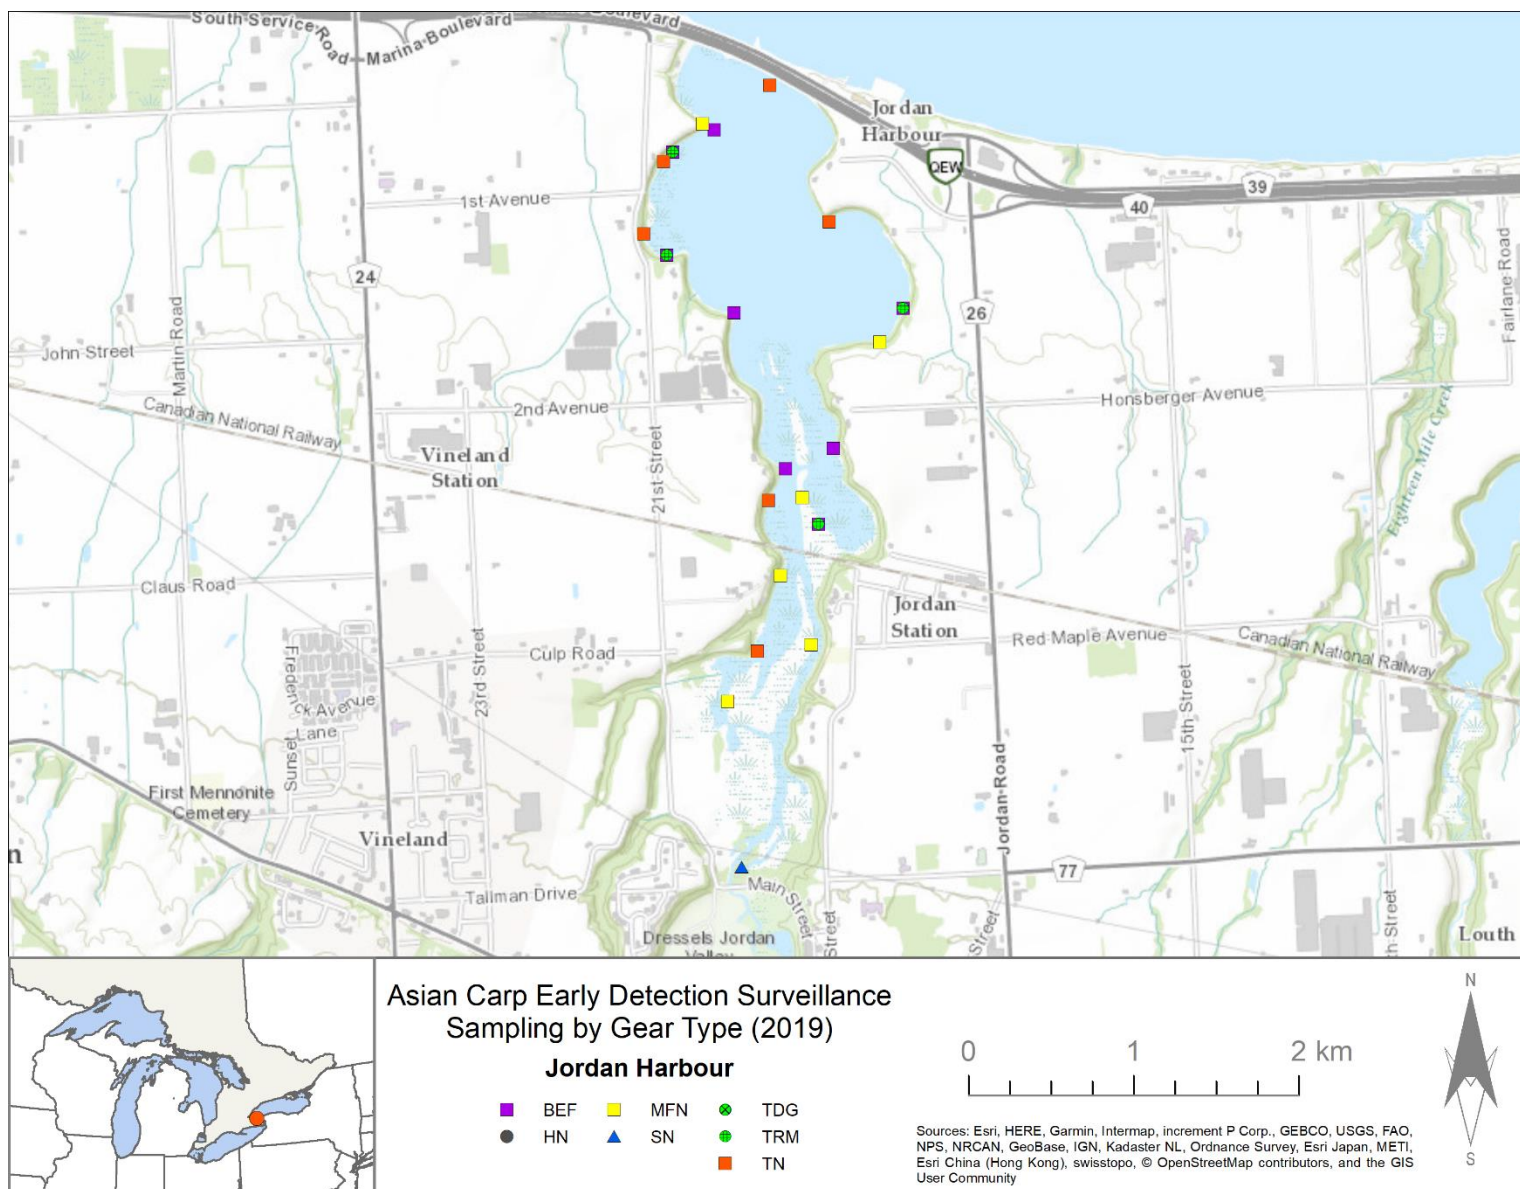 South Service Road
Marina Boulevard
Boulevard
Jordan
Harbour
QEW
39
40
1st Avenue
24
26
Fairlane Road
Martin Road
John Street
Canadian National Railway
2nd Avenue
Honsberger Avenue
Vineland
Station
21st Street
Eighteen Mile Creek
Claus Road
Jordan
Station
Red Maple Avenue
Canadian National Railway
Culp Road
23rd Street
15th Street
Sunset
Lane
Avenue
Jordan Road
First Mennonite
Cemetery
Vineland
n
77
Tallman Drive
Main Street
Street
Street
th Street
Dressels Jordan
Valley
Louth
Asian Carp Early Detection Surveillance
Sampling by Gear Type (2019)
Jordan Harbour
BEF MFN TDG
HN SN TRM
TN
0 1 2 km
N
S
Sources: Esri, HERE, Garmin, Intermap, increment P Corp., GEBCO, USGS, FAO,
NPS, NRCAN, GeoBase, IGN, Kadaster NL, Ordnance Survey, Esri Japan, METI,
Esri China (Hong Kong), swisstopo, © OpenStreetMap contributors, and the GIS
User Community